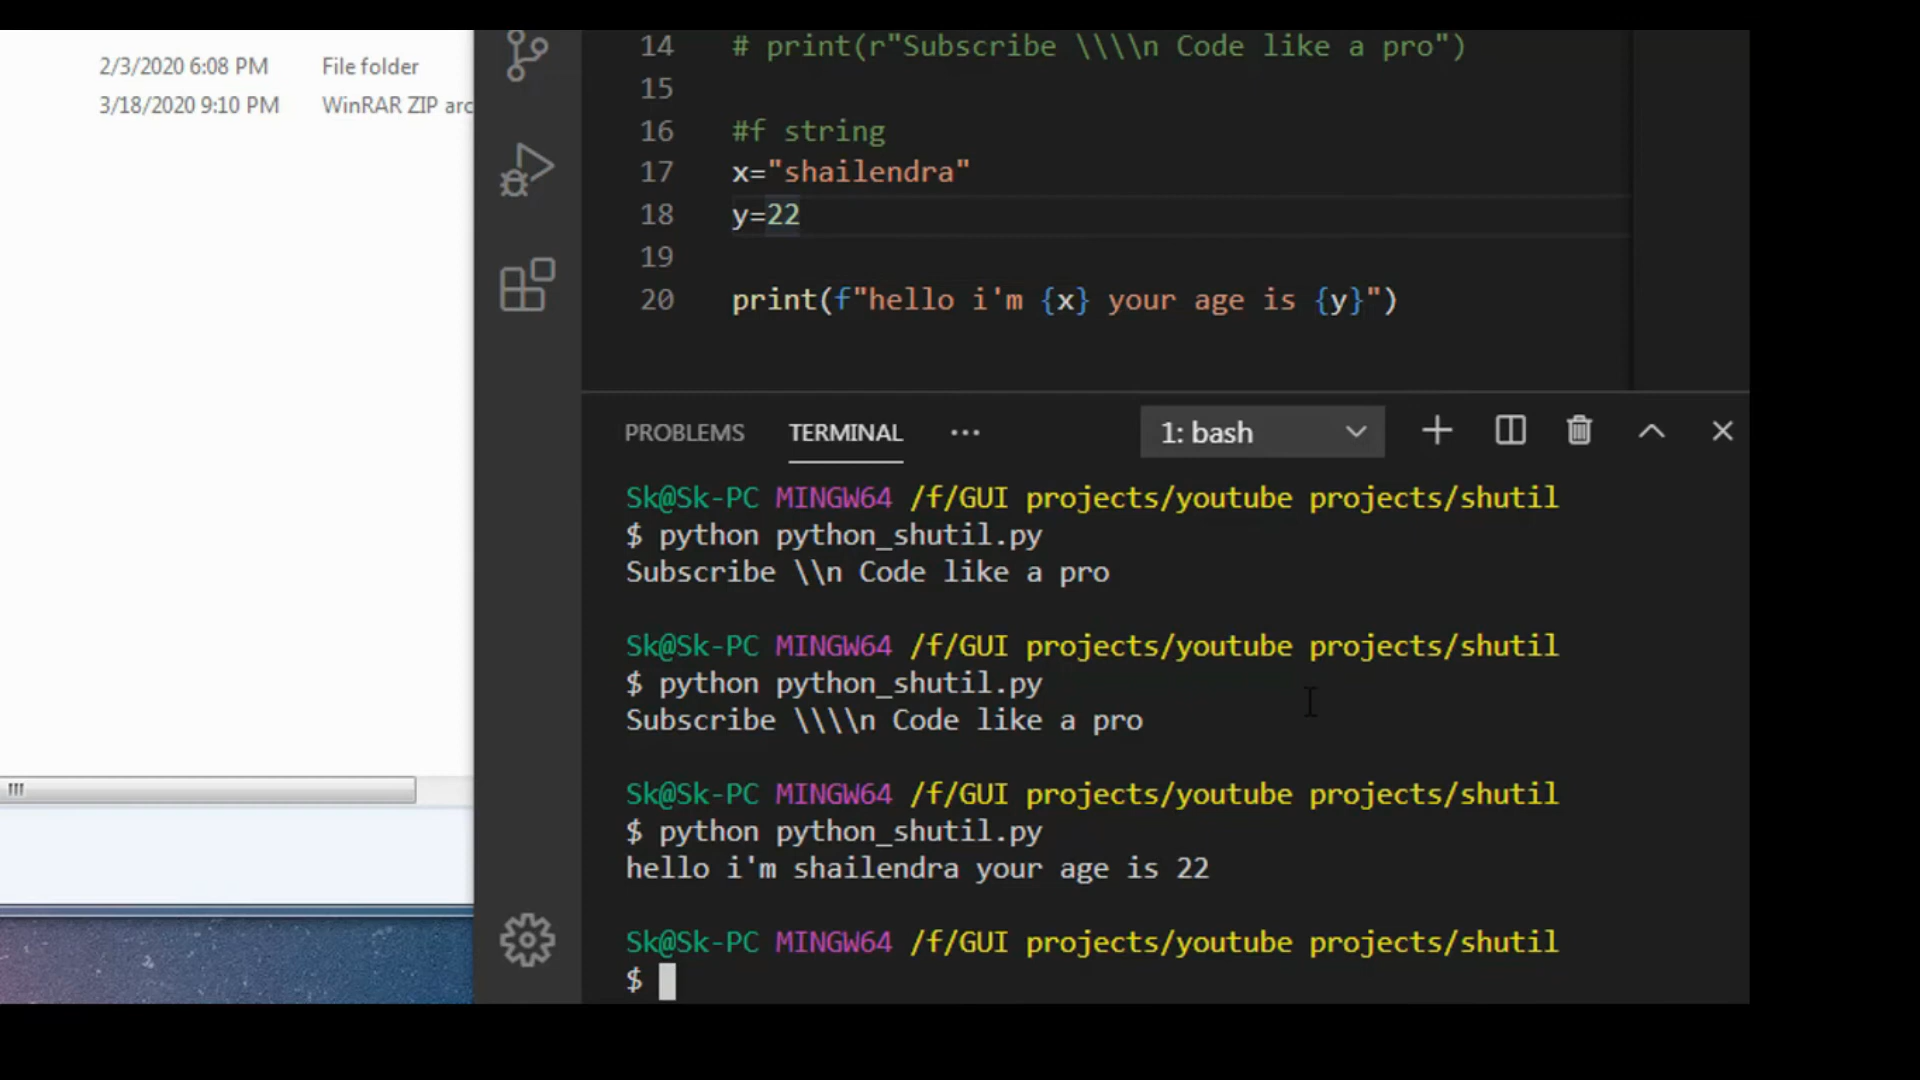 2/3/2020 6:08 PM File folder
3/18/2020 9:10 PM WinRAR ZIP arc
14 # print(r"Subscribe \\\\n Code like a pro")
15
16 #f string
17 x="shailendra"
18 y=22
19
20 print(f"hello i'm {x} your age is {y}")
PROBLEMS TERMINAL ··· 1: bash
Sk@Sk-PC MINGW64 /f/GUI projects/youtube projects/shutil
$ python python_shutil.py
Subscribe \\n Code like a pro
Sk@Sk-PC MINGW64 /f/GUI projects/youtube projects/shutil
$ python python_shutil.py
Subscribe \\\\n Code like a pro
Sk@Sk-PC MINGW64 /f/GUI projects/youtube projects/shutil
$ python python_shutil.py
hello i'm shailendra your age is 22
Sk@Sk-PC MINGW64 /f/GUI projects/youtube projects/shutil
$